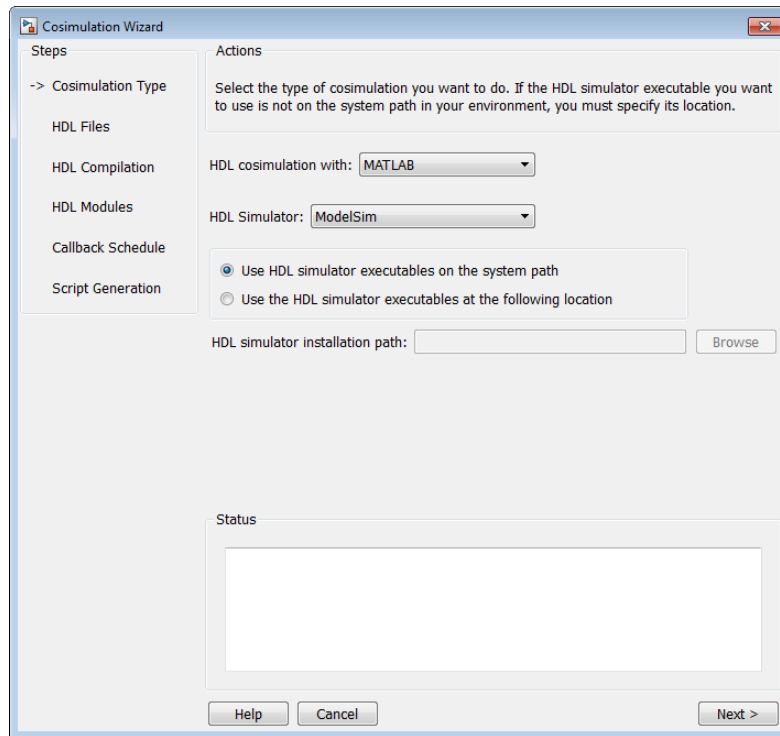 Cosimulation Wizard
Steps
-> Cosimulation Type
HDL Files
HDL Compilation
HDL Modules
Callback Schedule
Script Generation
Actions
Select the type of cosimulation you want to do. If the HDL simulator executable you want
to use is not on the system path in your environment, you must specify its location.
HDL cosimulation with: MATLAB
HDL Simulator: ModelSim
Use HDL simulator executables on the system path
Use the HDL simulator executables at the following location
HDL simulator installation path: Browse
Status
Help Cancel Next >